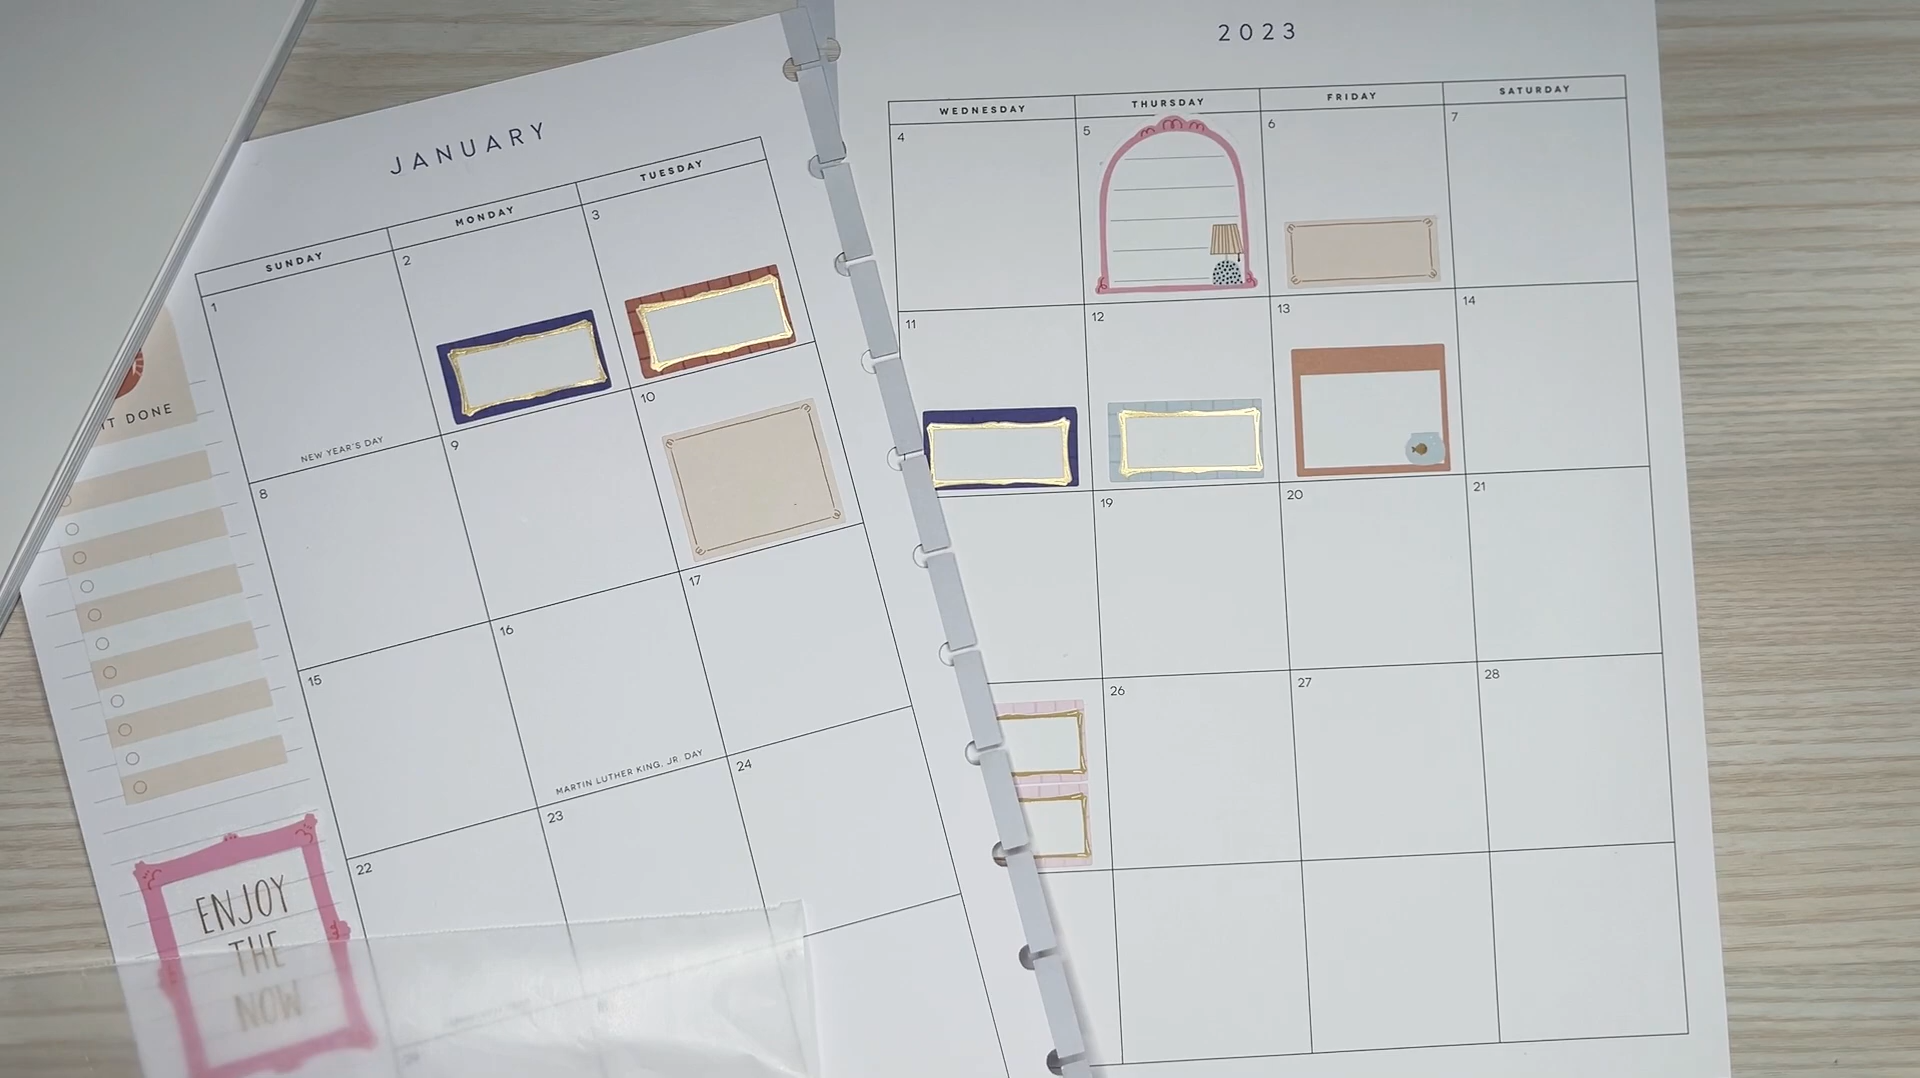 JANUARY
SUNDAY
MONDAY
TUESDAY
1
2
3
NEW YEAR'S DAY
8
9
10
15
16
17
MARTIN LUTHER KING, JR. DAY
22
23
24
IT DONE
ENJOY
THE
NOW
2023
WEDNESDAY
THURSDAY
FRIDAY
SATURDAY
4
5
6
7
11
12
13
14
19
20
21
26
27
28